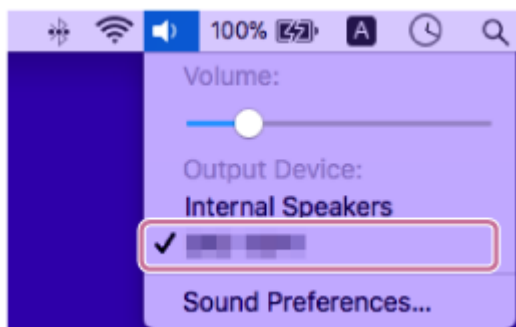 100% A
Volume:
Output Device:
Internal Speakers
Sound Preferences...